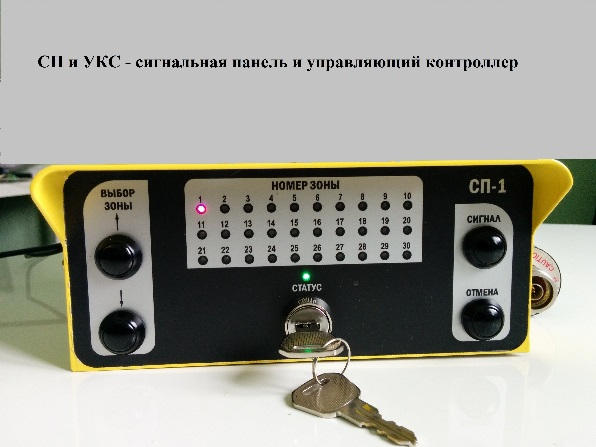 СП и УКС - сигнальная панель и управляющий контроллер
НОМЕР ЗОНЫ
СП-1
ВЫБОР
ЗОНЫ
1 2 3 4 5 6 7 8 9 10
11 12 13 14 15 16 17 18 19 20
21 22 23 24 25 26 27 28 29 30
СИГНАЛ
СТАТУС
ОТМЕНА
CAUTION